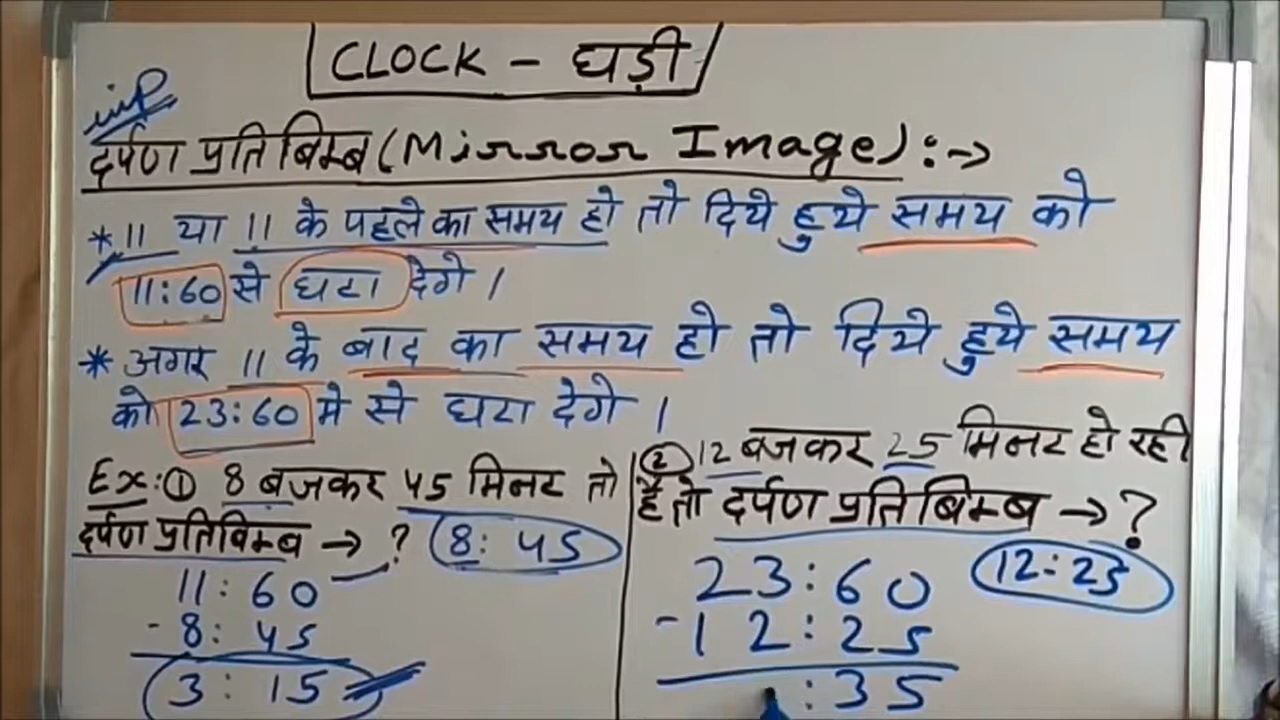 CLOCK - घड़ी
imp
दर्पण प्रतिबिम्ब (Mirror Image) :->
* 11 या 11 के पहले का समय हो तो दिये हुये समय को
11:60 से घटा देगे ।
* अगर 11 के बाद का समय हो तो दिये हुये समय
को 23:60 मे से घटा देगे ।
Ex:① 8 बजकर 45 मिनट तो
दर्पण प्रतिबिम्ब → ? 8: 45
11: 60
- 8: 45
3: 15
② 12 बजकर 25 मिनट हो रही
है तो दर्पण प्रतिबिम्ब → ?
12:25
23:60
- 12:25
:35